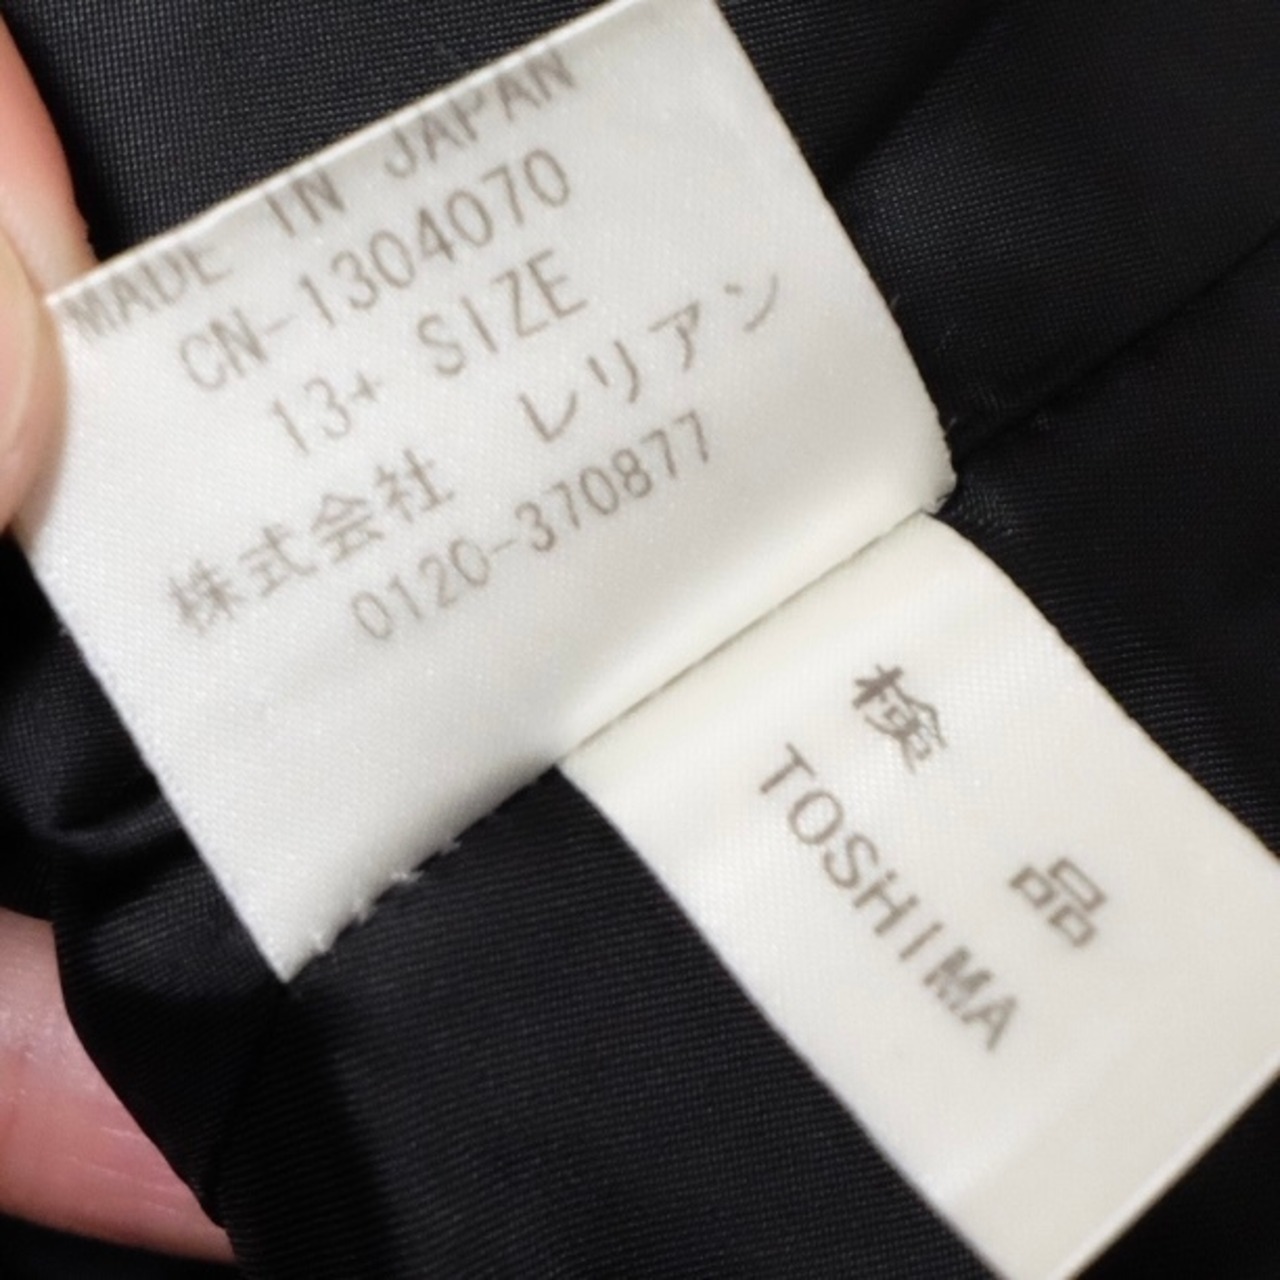 MADE IN JAPAN
CN-1304070
13+ SIZE
株式会社 レリアン
0120-370877
検 品
TOSHIMA